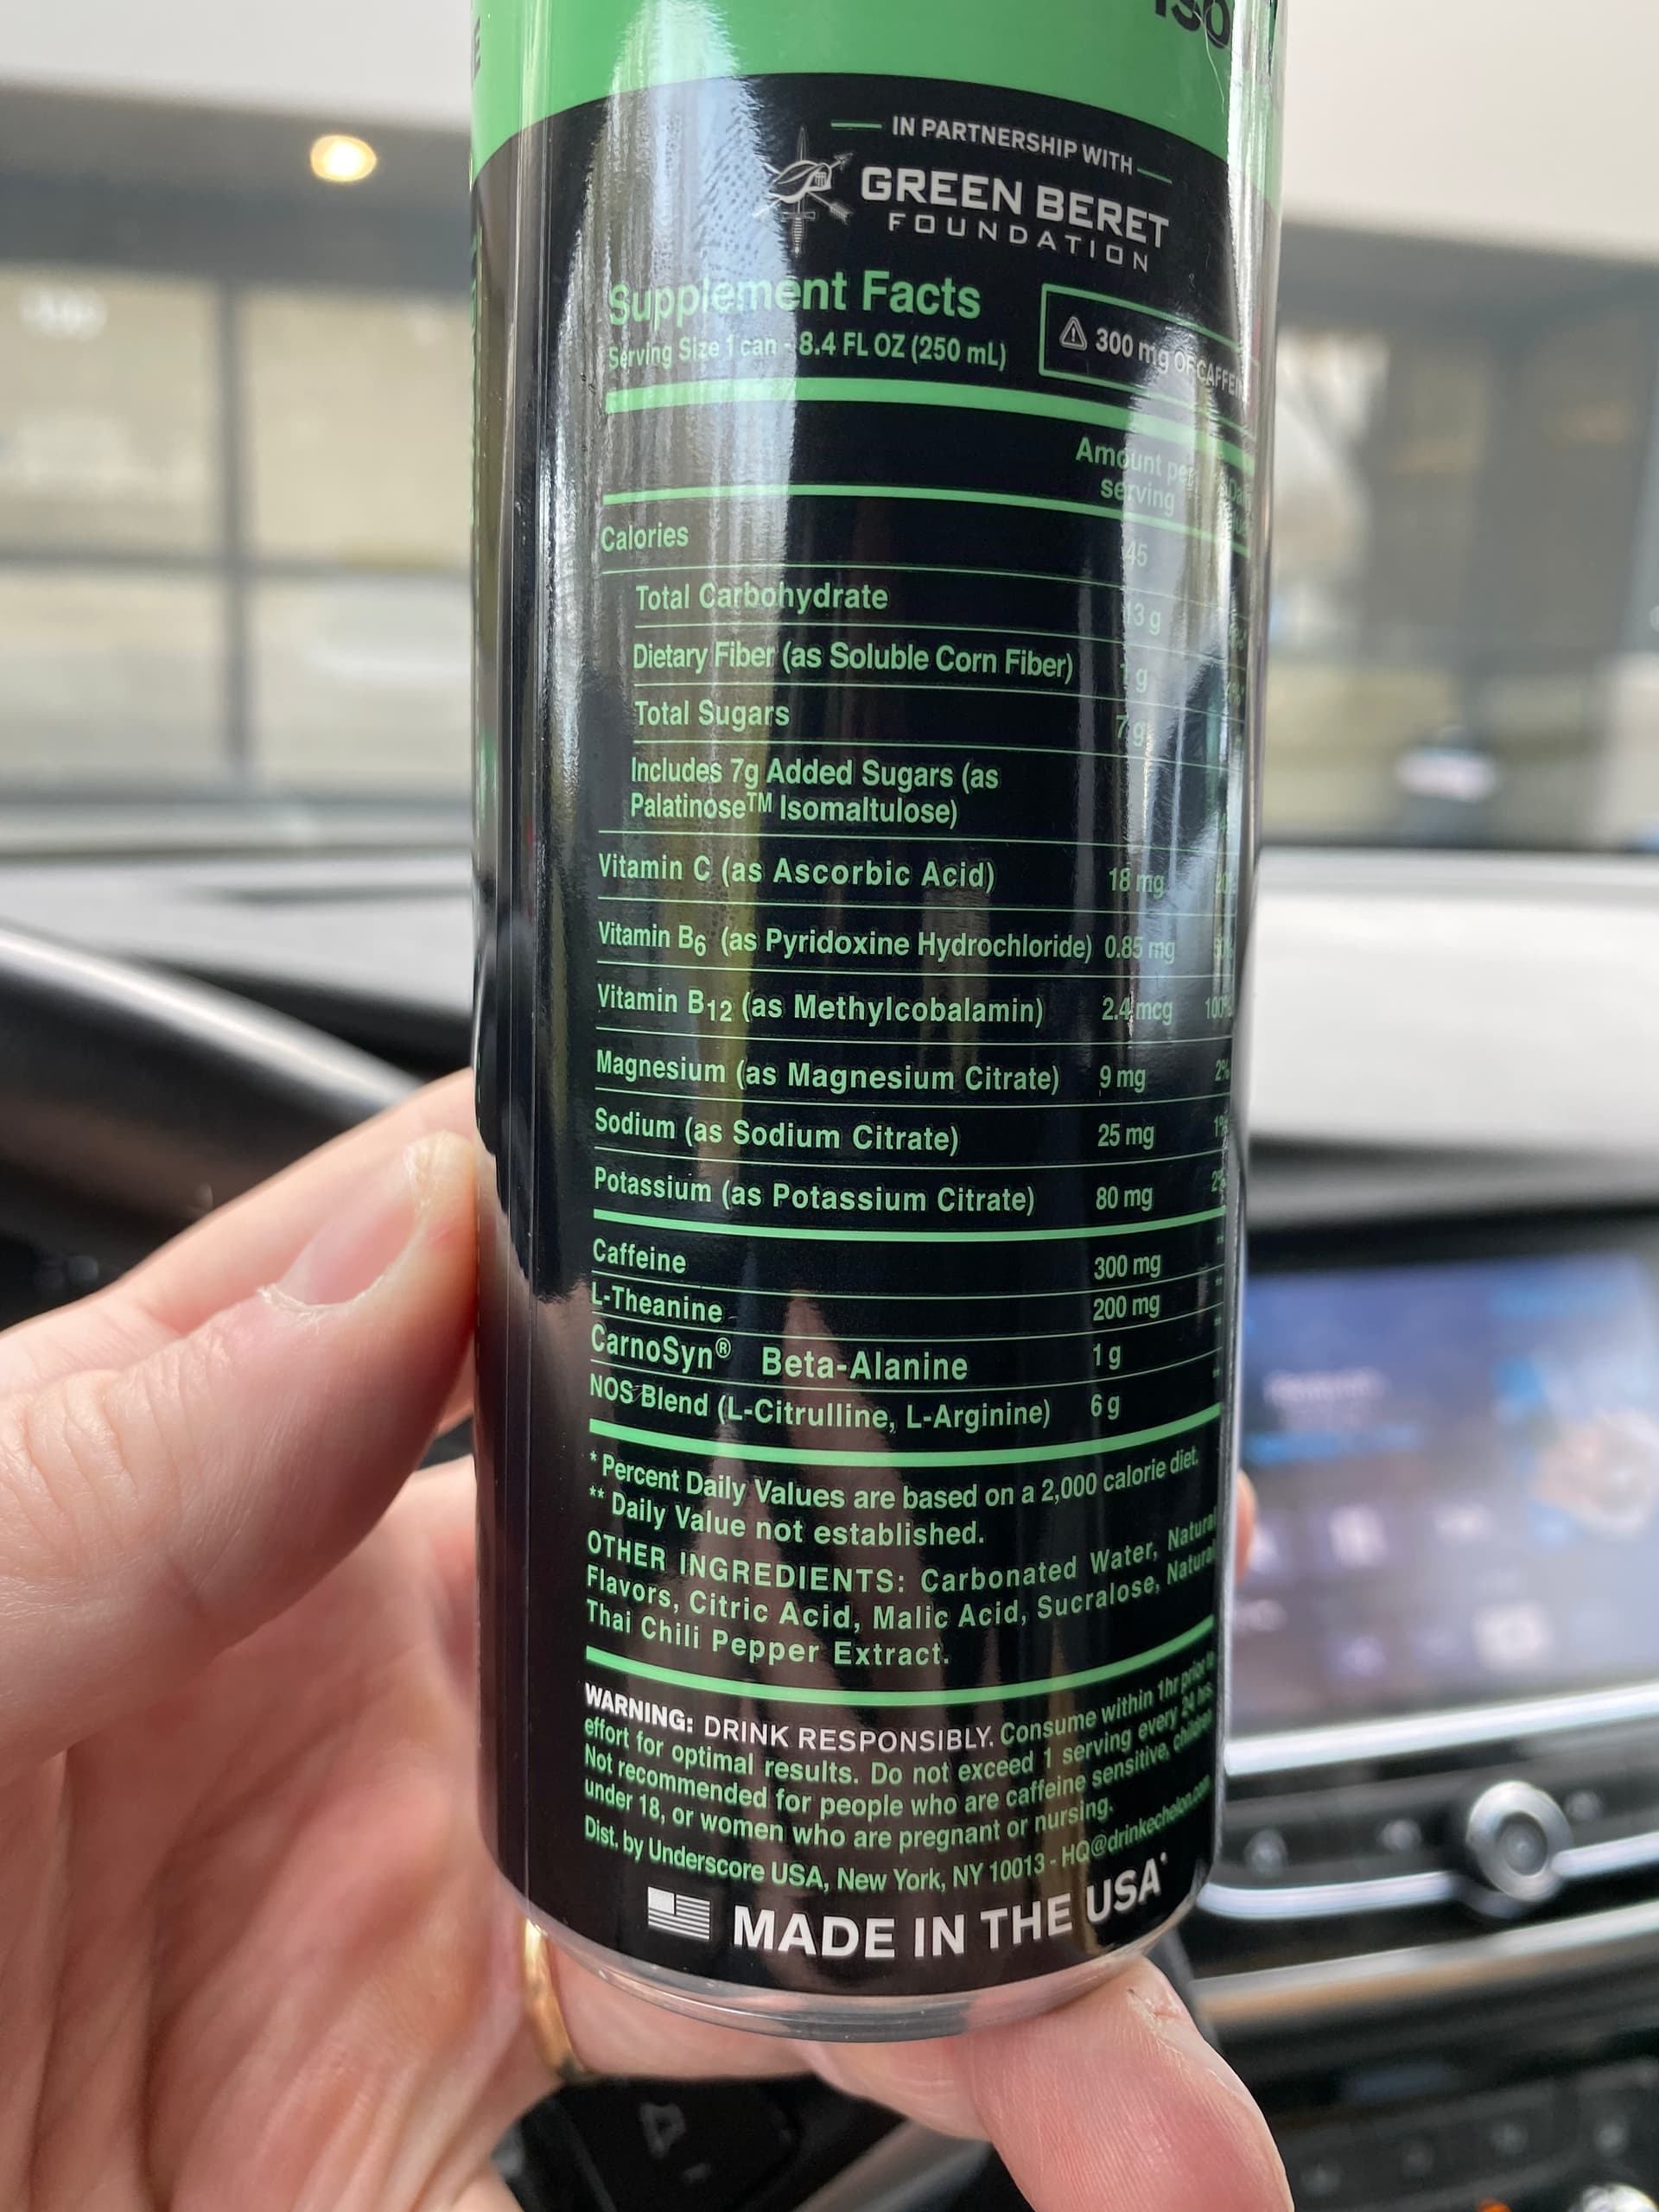 ISO
IN PARTNERSHIP WITH
GREEN BERET
FOUNDATION
Supplement Facts
Serving Size 1 can - 8.4 FL OZ (250 mL)
⚠ 300 mg OF CAFFE
Amount per
serving
Calories 45
Total Carbohydrate 13 g
Dietary Fiber (as Soluble Corn Fiber) 1 g
Total Sugars 7 g
Includes 7g Added Sugars (as
Palatinose™ Isomaltulose)
Vitamin C (as Ascorbic Acid) 18 mg 20%
Vitamin B6 (as Pyridoxine Hydrochloride) 0.85 mg 50%
Vitamin B12 (as Methylcobalamin) 2.4 mcg 100%
Magnesium (as Magnesium Citrate) 9 mg 2%
Sodium (as Sodium Citrate) 25 mg 1%
Potassium (as Potassium Citrate) 80 mg 2%
Caffeine 300 mg **
L-Theanine 200 mg **
CarnoSyn® Beta-Alanine 1 g **
NOS Blend (L-Citrulline, L-Arginine) 6 g **
* Percent Daily Values are based on a 2,000 calorie diet.
** Daily Value not established.
OTHER INGREDIENTS: Carbonated Water, Natural
Flavors, Citric Acid, Malic Acid, Sucralose, Natural
Thai Chili Pepper Extract.
WARNING: DRINK RESPONSIBLY. Consume within 1hr prior to
effort for optimal results. Do not exceed 1 serving every 24 hrs.
Not recommended for people who are caffeine sensitive, children
under 18, or women who are pregnant or nursing.
Dist. by Underscore USA, New York, NY 10013 - HQ@drinkechelon.com
MADE IN THE USA*